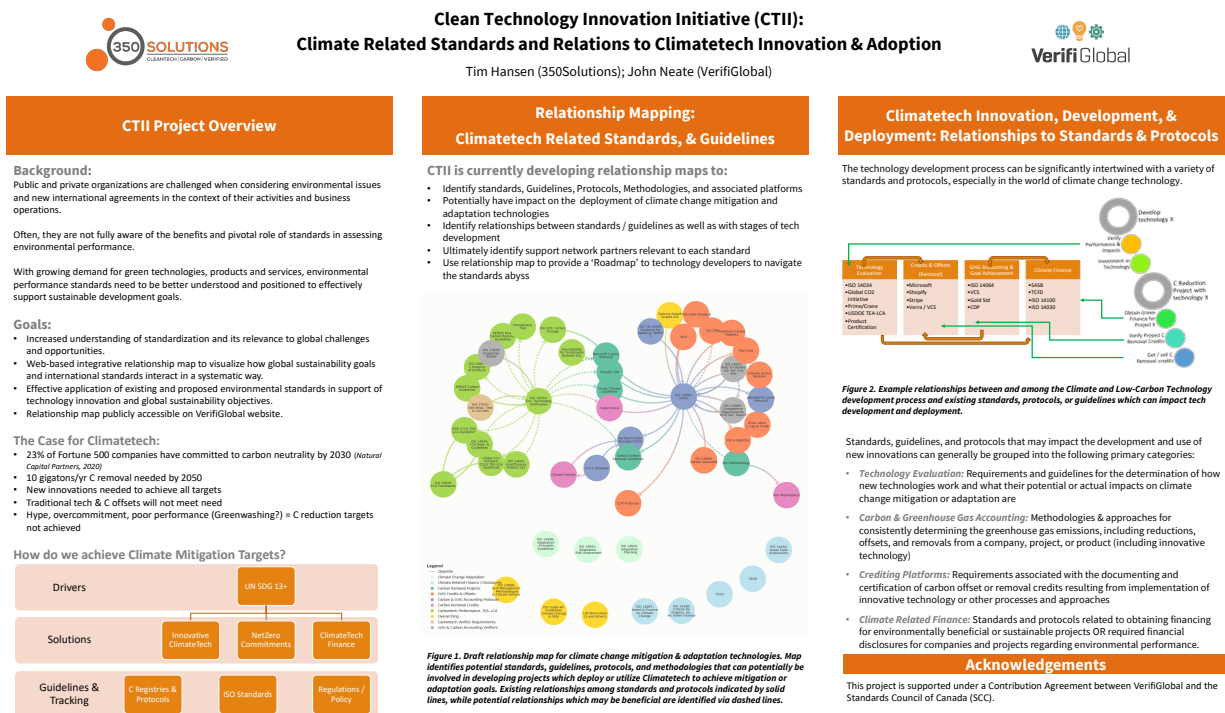 Clean Technology Innovation Initiative (CTII):
Climate Related Standards and Relations to Climatetech Innovation & Adoption
Tim Hansen (350Solutions); John Neate (VerifiGlobal)
350 SOLUTIONS
CLEANTECH | CARBON | VERIFIED
VerifiGlobal
CTII Project Overview
Background:
Public and private organizations are challenged when considering environmental issues
and new international agreements in the context of their activities and business
operations.
Often, they are not fully aware of the benefits and pivotal role of standards in assessing
environmental performance.
With growing demand for green technologies, products and services, environmental
performance standards need to be better understood and positioned to effectively
support sustainable development goals.
Goals:
• Increased understanding of standardization and its relevance to global challenges
and opportunities.
• Web-based integrative relationship map to visualize how global sustainability goals
and international standards interact in a systematic way.
• Effective application of existing and proposed environmental standards in support of
technology innovation and global sustainability objectives.
• Relationship map publicly accessible on VerifiGlobal website.
The Case for Climatetech:
• 23% of Fortune 500 companies have committed to carbon neutrality by 2030 (Natural
Capital Partners, 2020)
• 10 gigatons/yr C removal needed by 2050
• New innovations needed to achieve all targets
• Traditional tech & C offsets will not meet need
• Hype, overcommitment, poor performance (Greenwashing?) = C reduction targets
not achieved
How do we achieve Climate Mitigation Targets?
Drivers
UN SDG 13+
Solutions
Innovative
ClimateTech
NetZero
Commitments
ClimateTech
Finance
Guidelines &
Tracking
C Registries &
Protocols
ISO Standards
Regulations /
Policy
Relationship Mapping:
Climatetech Related Standards, & Guidelines
CTII is currently developing relationship maps to:
• Identify standards, Guidelines, Protocols, Methodologies, and associated platforms
• Potentially have impact on the deployment of climate change mitigation and
adaptation technologies
• Identify relationships between standards / guidelines as well as with stages of tech
development
• Ultimately identify support network partners relevant to each standard
• Use relationship map to provide a 'Roadmap' to technology developers to navigate
the standards abyss
Legend
Climate Change Adaptation
Climate Related Finance / Disclosure
Carbon Removal
GHG Credits & Offsets
Carbon & GHG Accounting Protocols
Carbon Removal Credits
Carbontech Performance, TEA, LCA
Overarching
Carbontech Verifier Requirements
GHG & Carbon Accounting Verifiers
Figure 1. Draft relationship map for climate change mitigation & adaptation technologies. Map
identifies potential standards, guidelines, protocols, and methodologies that can potentially be
involved in developing projects which deploy or utilize Climatetech to achieve mitigation or
adaptation goals. Existing relationships among standards and protocols indicated by solid
lines, while potential relationships which may be beneficial are identified via dashed lines.
Climatetech Innovation, Development, &
Deployment: Relationships to Standards & Protocols
The technology development process can be significantly intertwined with a variety of
standards and protocols, especially in the world of climate change technology.
Develop
technology X
Verify
Performance &
Impacts
Investment in
Technology
C Reduction
Project with
technology X
Obtain Green
Finance for
Project X
Verify Project C
Removal Credits
Get / sell C
Removal credits
Technology
Evaluation
•ISO 14034
•Global CO2
Initiative
•Prime/Crane
•USDOE TEA-LCA
•Product
Certification
Credits & Offsets
(Removal)
•Microsoft
•Shopify
•Stripe
•Verra / VCS
GHG Accounting &
Goal Achievement
•ISO 14064
•VCS
•Gold Std
•CDP
Climate Finance
•SASB
•TCFD
•ISO 14100
•ISO 14030
Figure 2. Example relationships between and among the Climate and Low-Carbon Technology
development process and existing standards, protocols, or guidelines which can impact tech
development and deployment.
Standards, guidelines, and protocols that may impact the development and use of
new innovations can generally be grouped into the following primary categories:
• Technology Evaluation: Requirements and guidelines for the determination of how
new technologies work and what their potential or actual impacts on climate
change mitigation or adaptation are
• Carbon & Greenhouse Gas Accounting: Methodologies & approaches for
consistently determining the greenhouse gas emissions, including reductions,
offsets, and removals from a company, project, or product (including innovative
technology)
• Crediting Platforms: Requirements associated with the documenting and
certification of carbon offset or removal credits resulting from implementation of
innovative technology or other processes and approaches
• Climate Related Finance: Standards and protocols related to obtaining financing
for environmentally beneficial or sustainable projects OR required financial
disclosures for companies and projects regarding environmental performance.
Acknowledgements
This project is supported under a Contribution Agreement between VerifiGlobal and the
Standards Council of Canada (SCC).